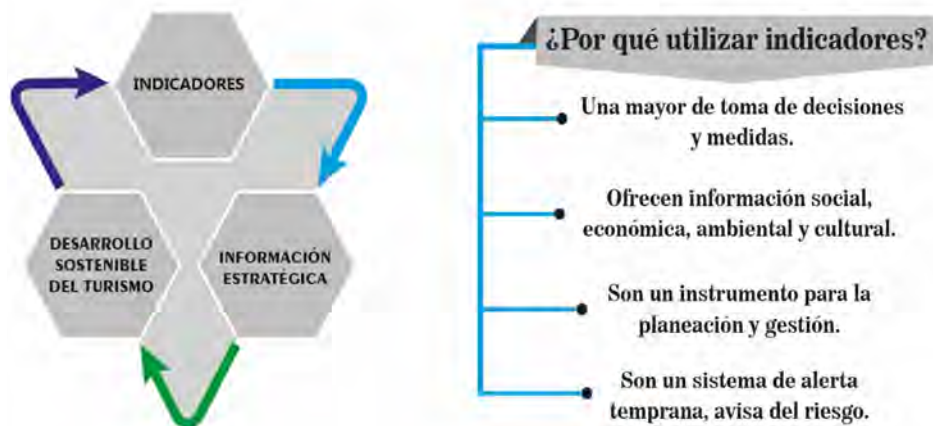 INDICADORES
DESARROLLO
SOSTENIBLE
DEL TURISMO
INFORMACIÓN
ESTRATÉGICA
¿Por qué utilizar indicadores?
Una mayor de toma de decisiones
y medidas.
Ofrecen información social,
económica, ambiental y cultural.
Son un instrumento para la
planeación y gestión.
Son un sistema de alerta
temprana, avisa del riesgo.